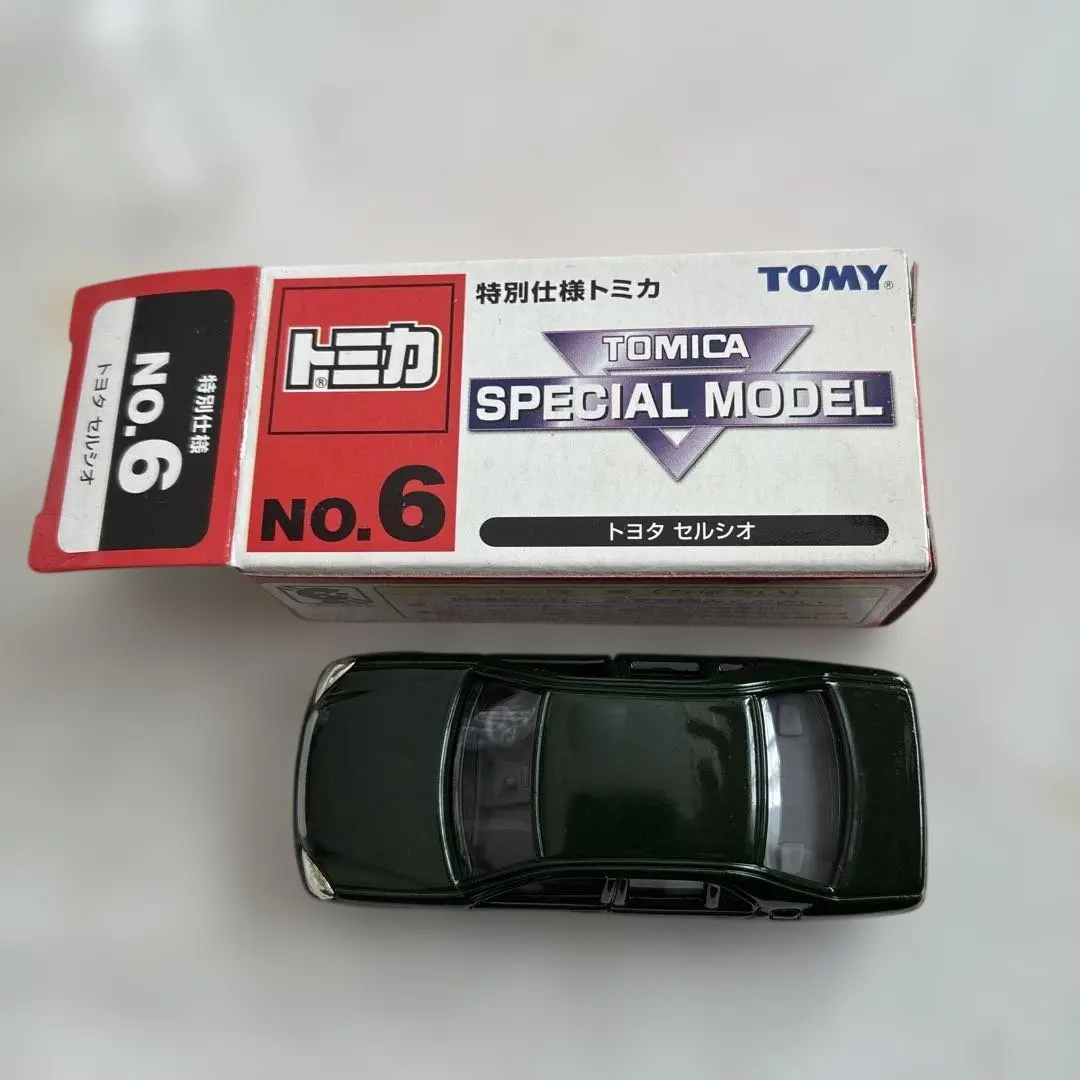 特別仕様
NO.6
トヨタ セルシオ
トミカ®
NO.6
特別仕様トミカ
TOMY®
TOMICA
SPECIAL MODEL
トヨタ セルシオ